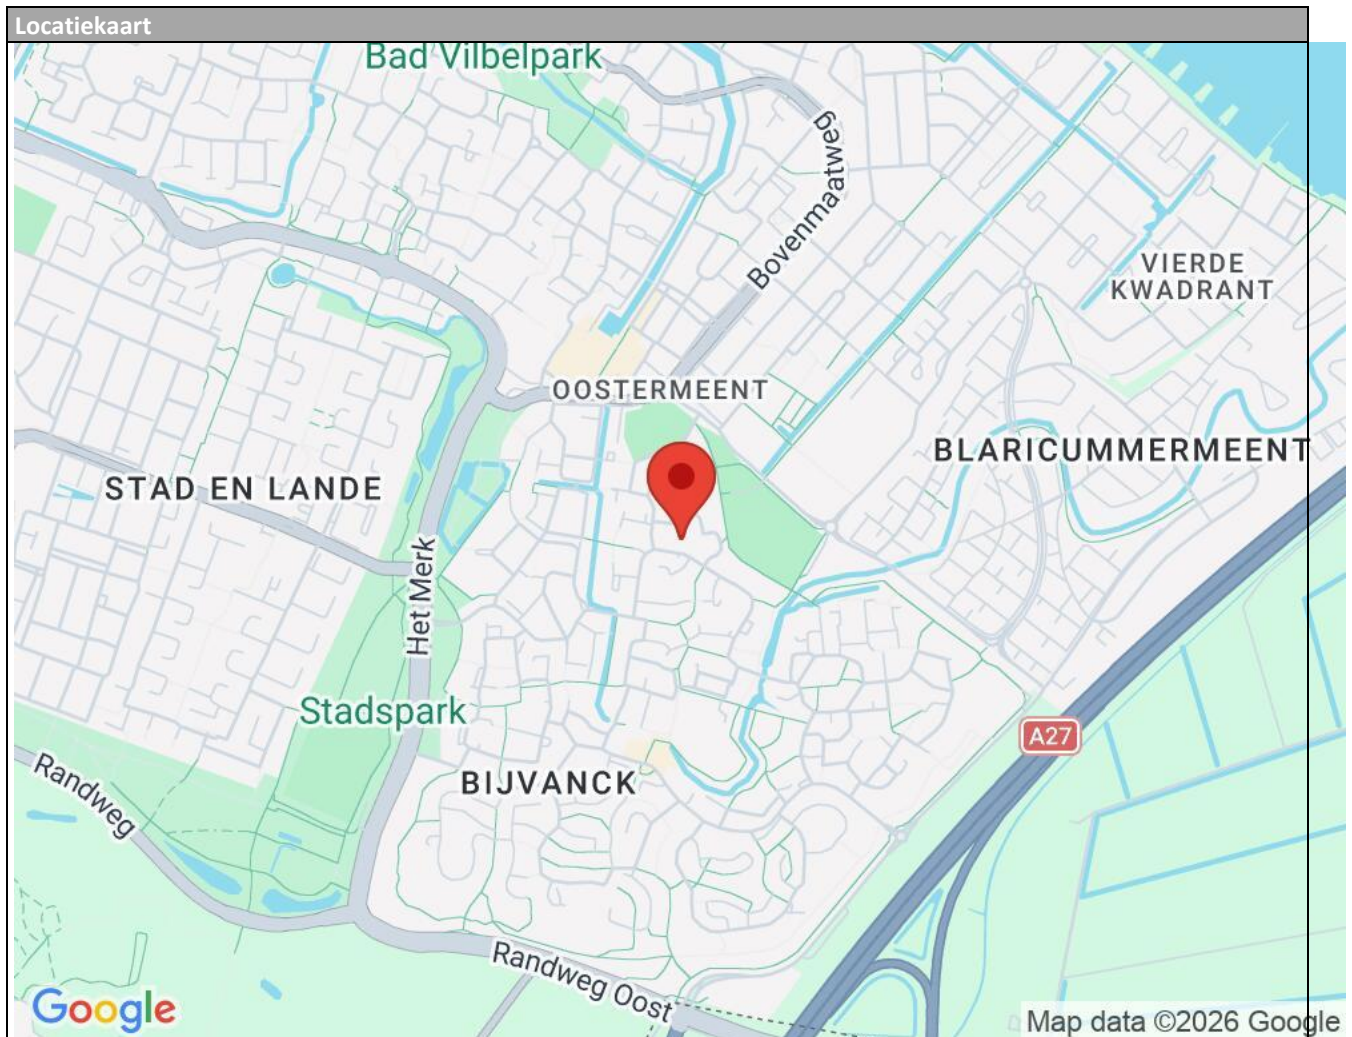 Locatiekaart
Bad Vilbelpark
Bovenmaatweg
VIERDE
KWADRANT
OOSTERMEENT
BLARICUMMERMEENT
STAD EN LANDE
Het Merk
Stadspark
A27
Randweg
BIJVANCK
Randweg Oost
Google
Map data ©2026 Google